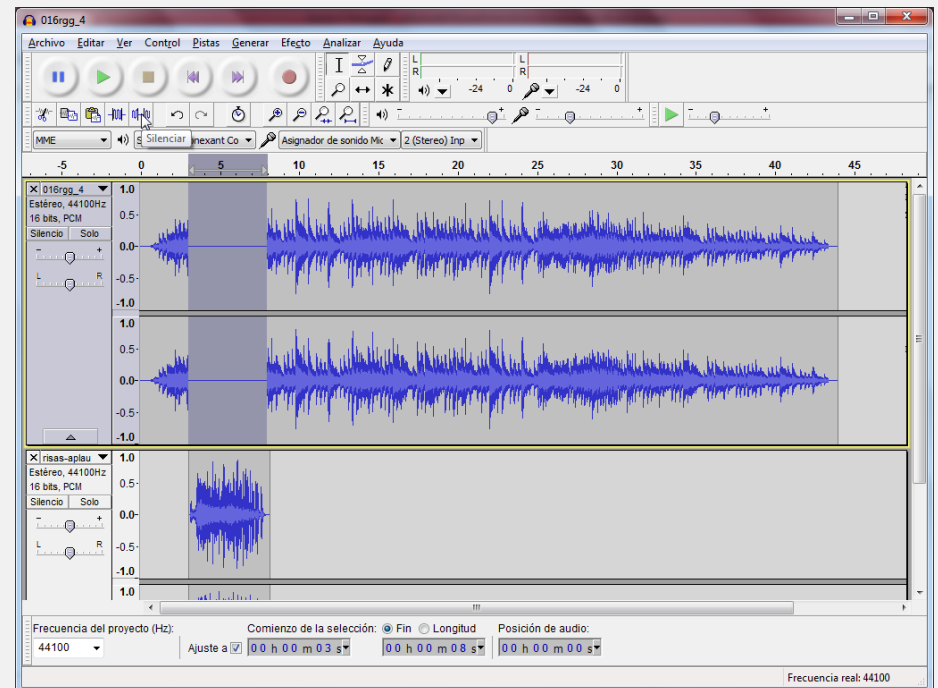 016rgg_4
Archivo Editar Ver Control Pistas Generar Efecto Analizar Ayuda
L
R
L
R
-24 0 -24 0
- + - + - +
MME Silenciar nexant Co Asignador de sonido Mic 2 (Stereo) Inp
-5 0 5 10 15 20 25 30 35 40 45
016rgg_4
Estéreo, 44100Hz
16 bits, PCM
Silencio Solo
- +
L R
1.0
0.5
0.0
-0.5
-1.0
1.0
0.5
0.0
-0.5
-1.0
risas-aplau
Estéreo, 44100Hz
16 bits, PCM
Silencio Solo
- +
L R
1.0
0.5
0.0
-0.5
-1.0
1.0
Frecuencia del proyecto (Hz): Comienzo de la selección: Fin Longitud Posición de audio:
44100 Ajuste a 00 h 00 m 03 s 00 h 00 m 08 s 00 h 00 m 00 s
Frecuencia real: 44100